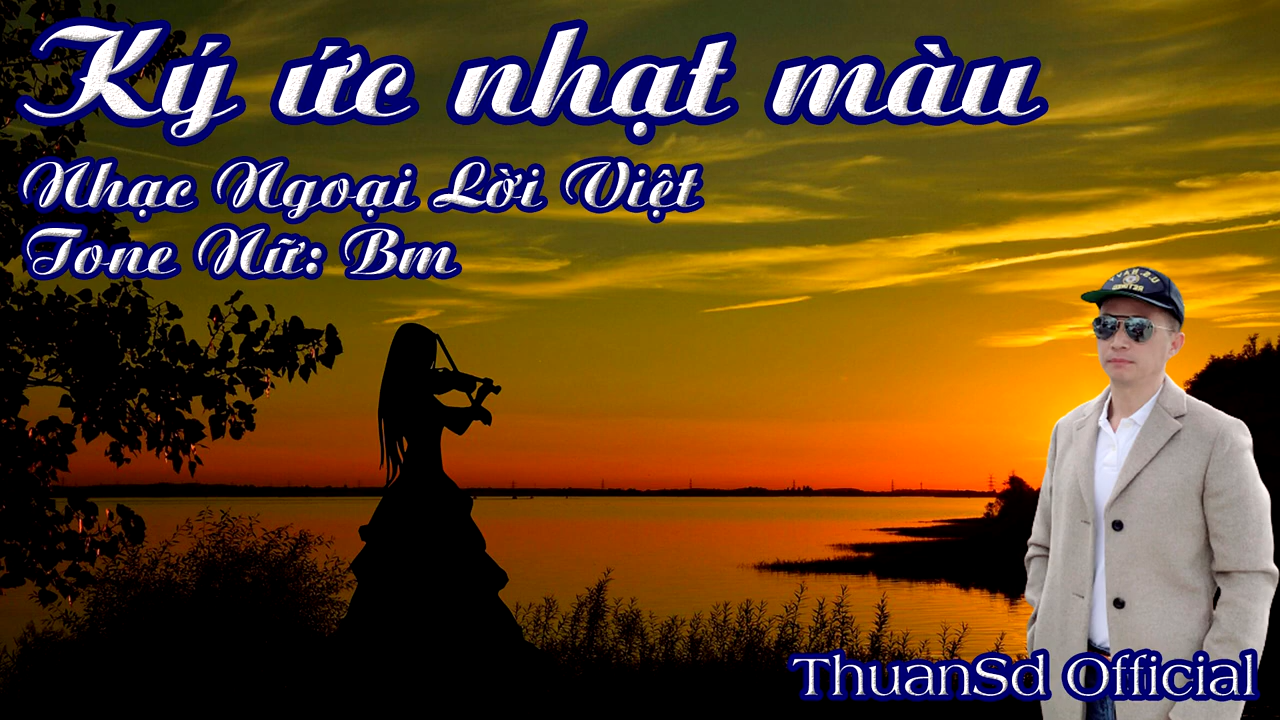 Ký ức nhạt màu
Nhạc Ngoại Lời Việt
Tone Nữ: Bm
ThuanSd Official